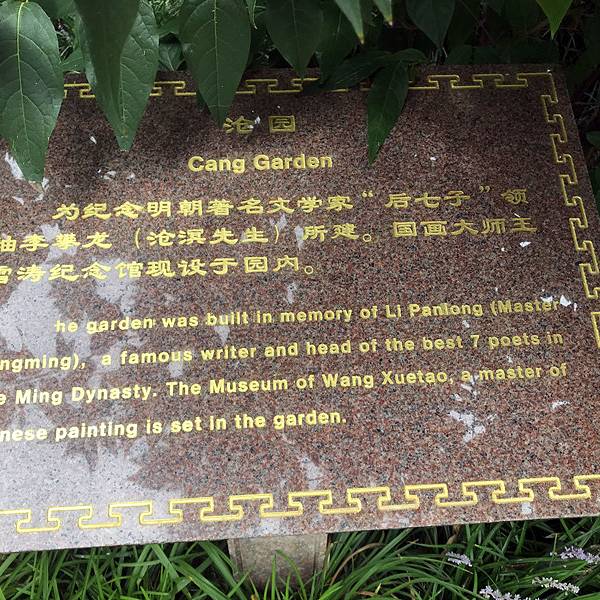 沧园
Cang Garden
为纪念明朝著名文学家“后七子”领
袖李攀龙（沧溟先生）所建。国画大师王
雪涛纪念馆现设于园内。
he garden was built in memory of Li Panlong (Master
ngming), a famous writer and head of the best 7 poets in
e Ming Dynasty. The Museum of Wang Xuetao, a master of
nese painting is set in the garden.